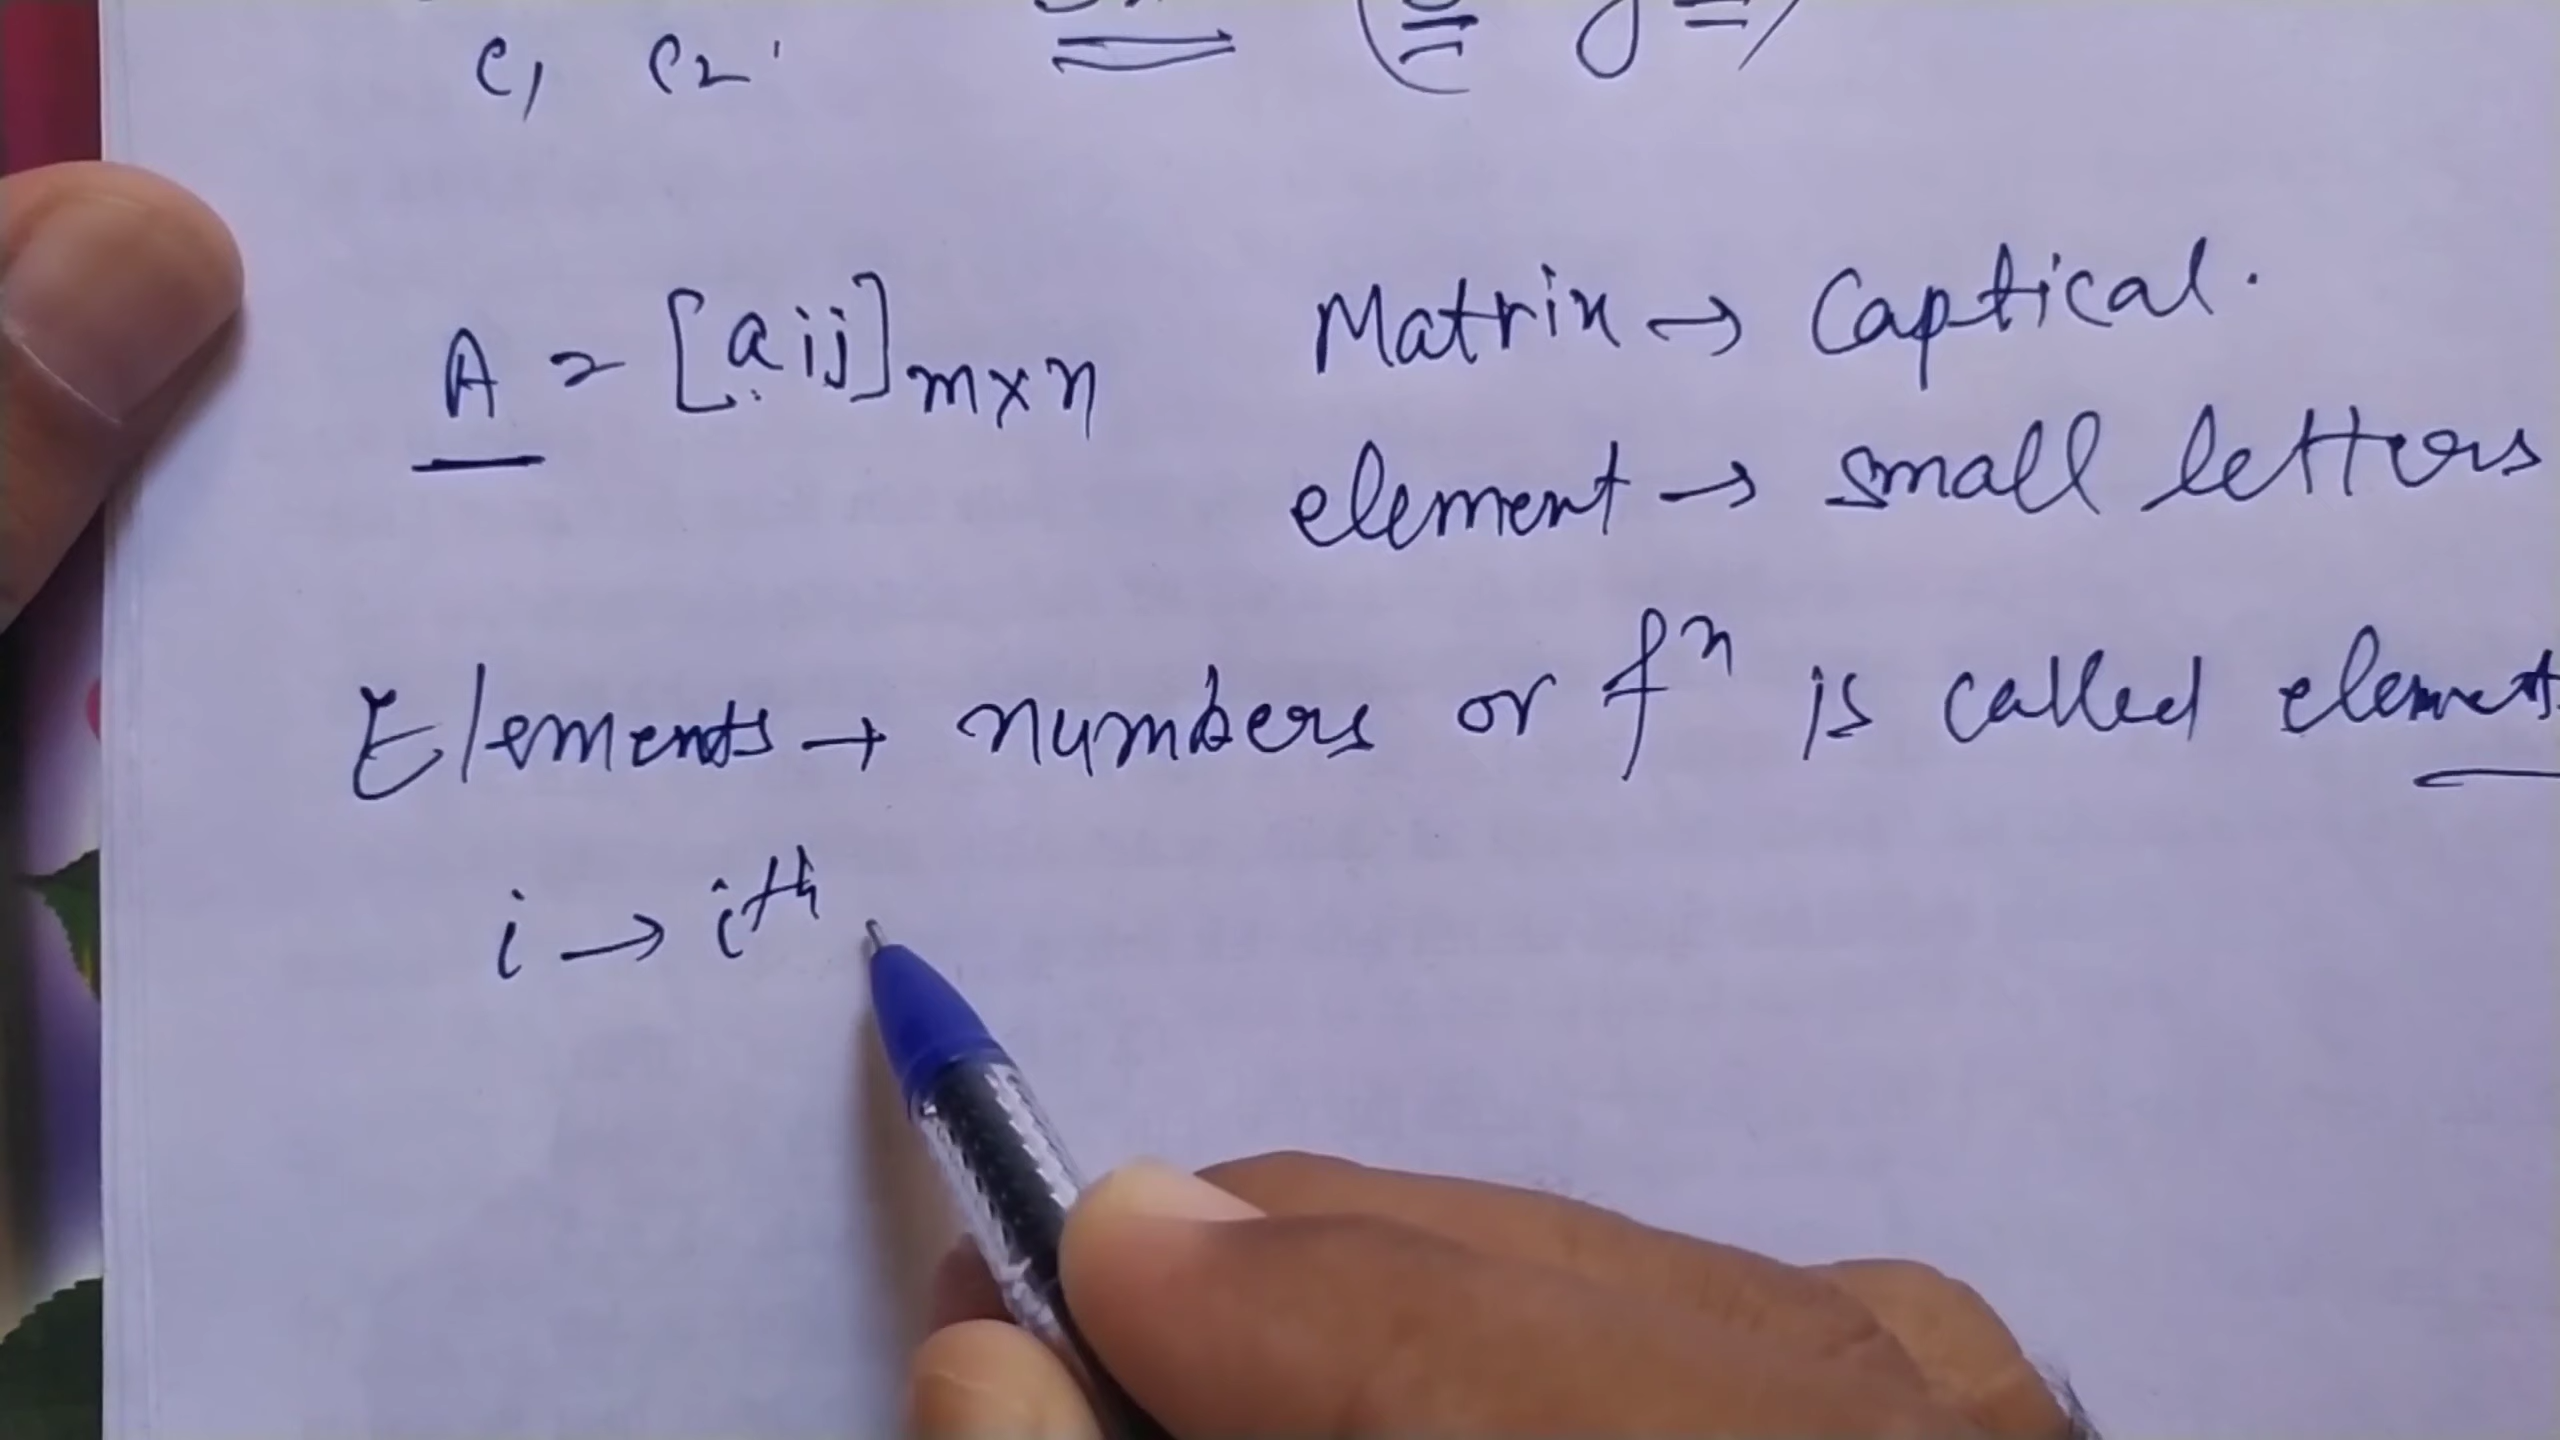 C1 C2
A = [aij]m×n
Matrix → Captical.
element → small letters
Elements → numbers or fⁿ is called elements
i → iᵗʰ